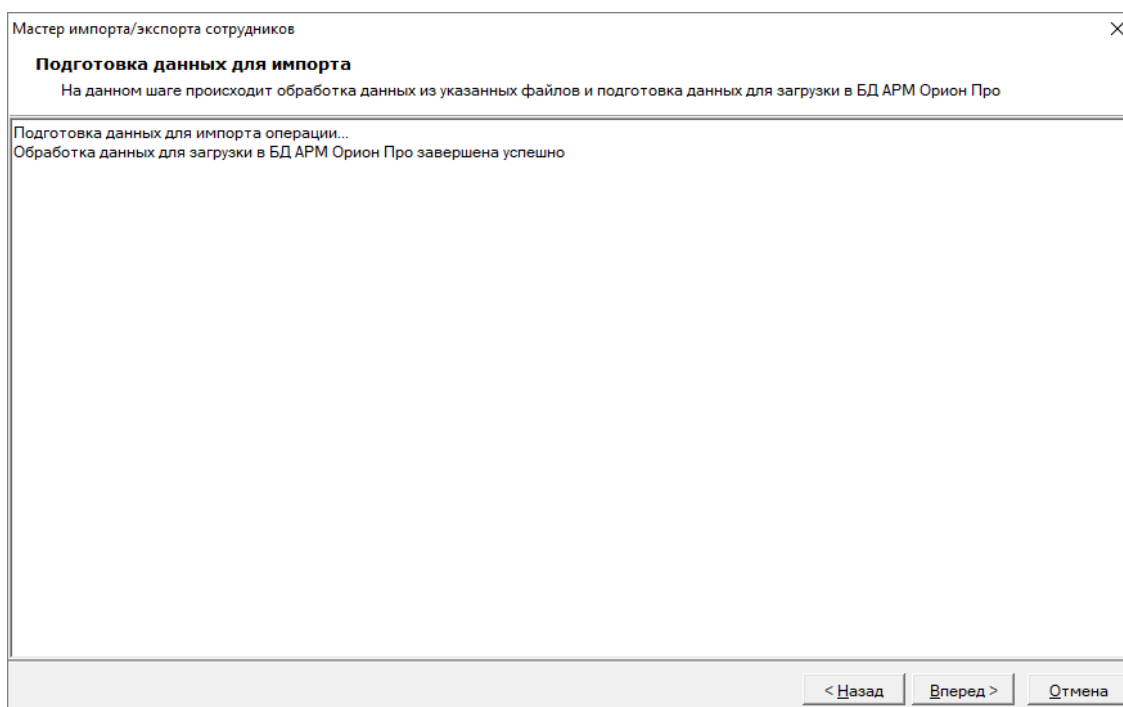 Мастер импорта/экспорта сотрудников
Подготовка данных для импорта
На данном шаге происходит обработка данных из указанных файлов и подготовка данных для загрузки в БД АРМ Орион Про
Подготовка данных для импорта операции...
Обработка данных для загрузки в БД АРМ Орион Про завершена успешно
< Назад Вперед > Отмена